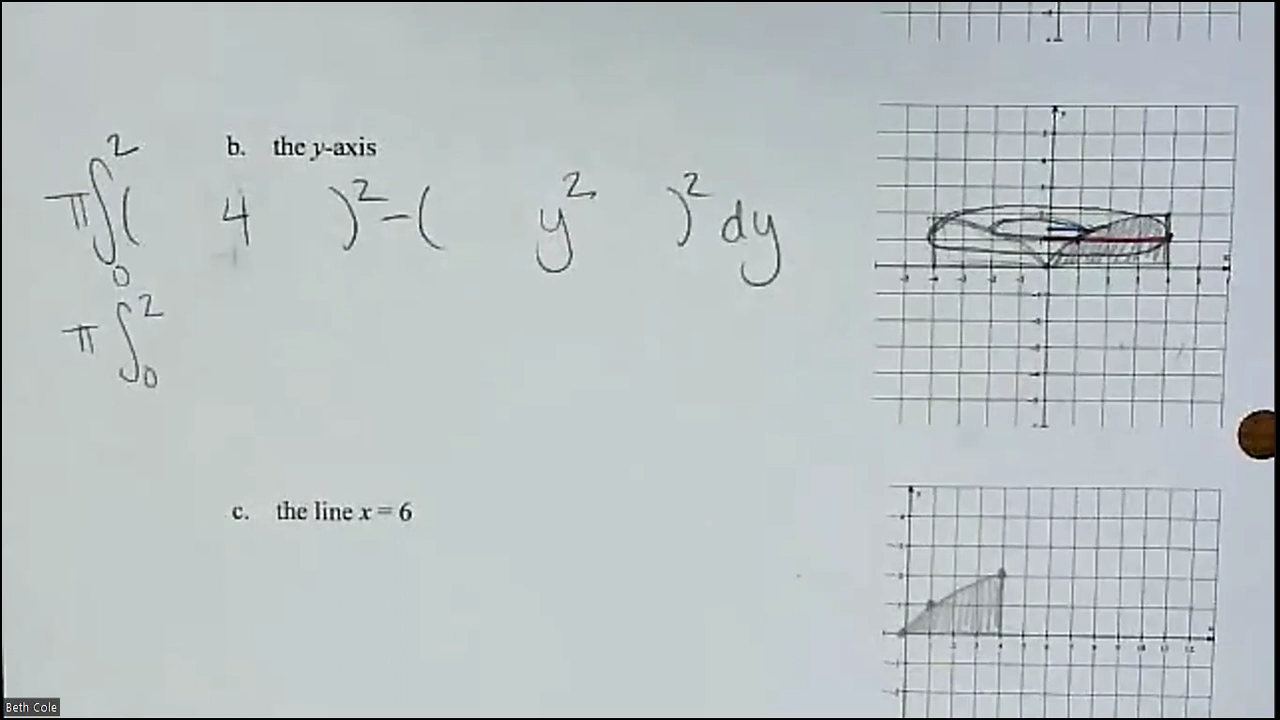 b. the y-axis
π∫₀²( 4 )² - ( y² )² dy
π∫₀²
c. the line x = 6
Beth Cole